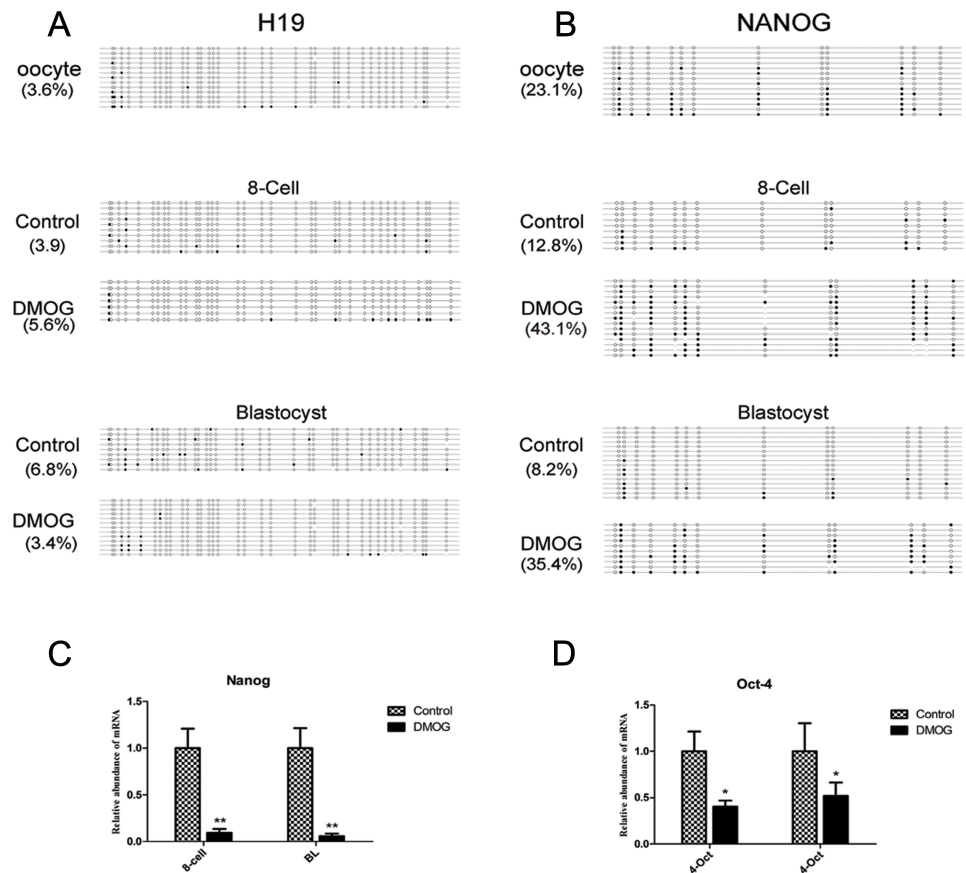 A
H19
oocyte
(3.6%)
8-Cell
Control
(3.9)
DMOG
(5.6%)
Blastocyst
Control
(6.8%)
DMOG
(3.4%)
B
NANOG
oocyte
(23.1%)
8-Cell
Control
(12.8%)
DMOG
(43.1%)
Blastocyst
Control
(8.2%)
DMOG
(35.4%)
C
Nanog
Relative abundance of mRNA
1.5
1.0
0.5
0.0
**
**
8-cell
BL
Control
DMOG
D
Oct-4
Relative abundance of mRNA
1.5
1.0
0.5
0.0
*
*
4-Oct
4-Oct
Control
DMOG